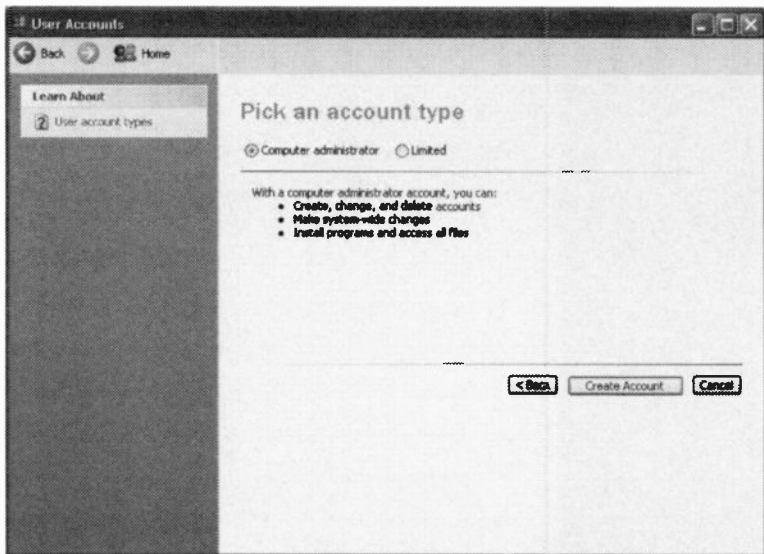 User Accounts
Back Home
Learn About
User account types
Pick an account type
Computer administrator Limited
With a computer administrator account, you can:
• Create, change, and delete accounts
• Make system-wide changes
• Install programs and access all files
< Back Create Account Cancel